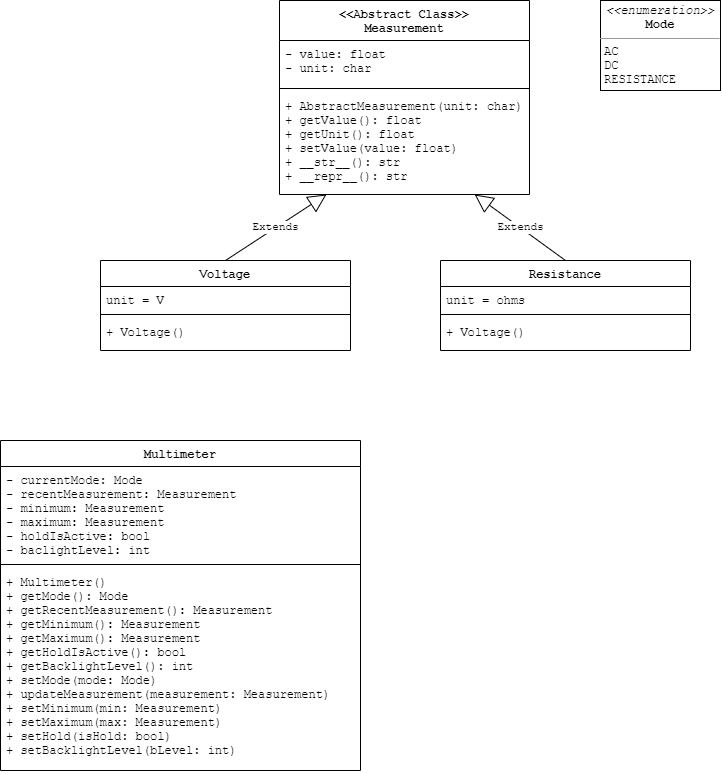 <<Abstract Class>>
Measurement
- value: float
- unit: char
+ AbstractMeasurement(unit: char)
+ getValue(): float
+ getUnit(): float
+ setValue(value: float)
+ __str__(): str
+ __repr__(): str
<<enumeration>>
Mode
AC
DC
RESISTANCE
Extends
Extends
Voltage
unit = V
+ Voltage()
Resistance
unit = ohms
+ Voltage()
Multimeter
- currentMode: Mode
- recentMeasurement: Measurement
- minimum: Measurement
- maximum: Measurement
- holdIsActive: bool
- baclightLevel: int
+ Multimeter()
+ getMode(): Mode
+ getRecentMeasurement(): Measurement
+ getMinimum(): Measurement
+ getMaximum(): Measurement
+ getHoldIsActive(): bool
+ getBacklightLevel(): int
+ setMode(mode: Mode)
+ updateMeasurement(measurement: Measurement)
+ setMinimum(min: Measurement)
+ setMaximum(max: Measurement)
+ setHold(isHold: bool)
+ setBacklightLevel(bLevel: int)